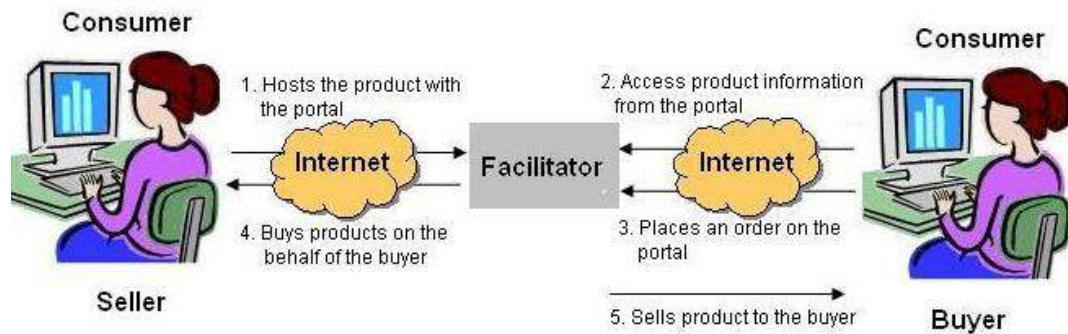 Consumer
Consumer
1. Hosts the product with
the portal
2. Access product information
from the portal
Internet
Facilitator
Internet
4. Buys products on the
behalf of the buyer
3. Places an order on the
portal
Seller
5. Sells product to the buyer
Buyer